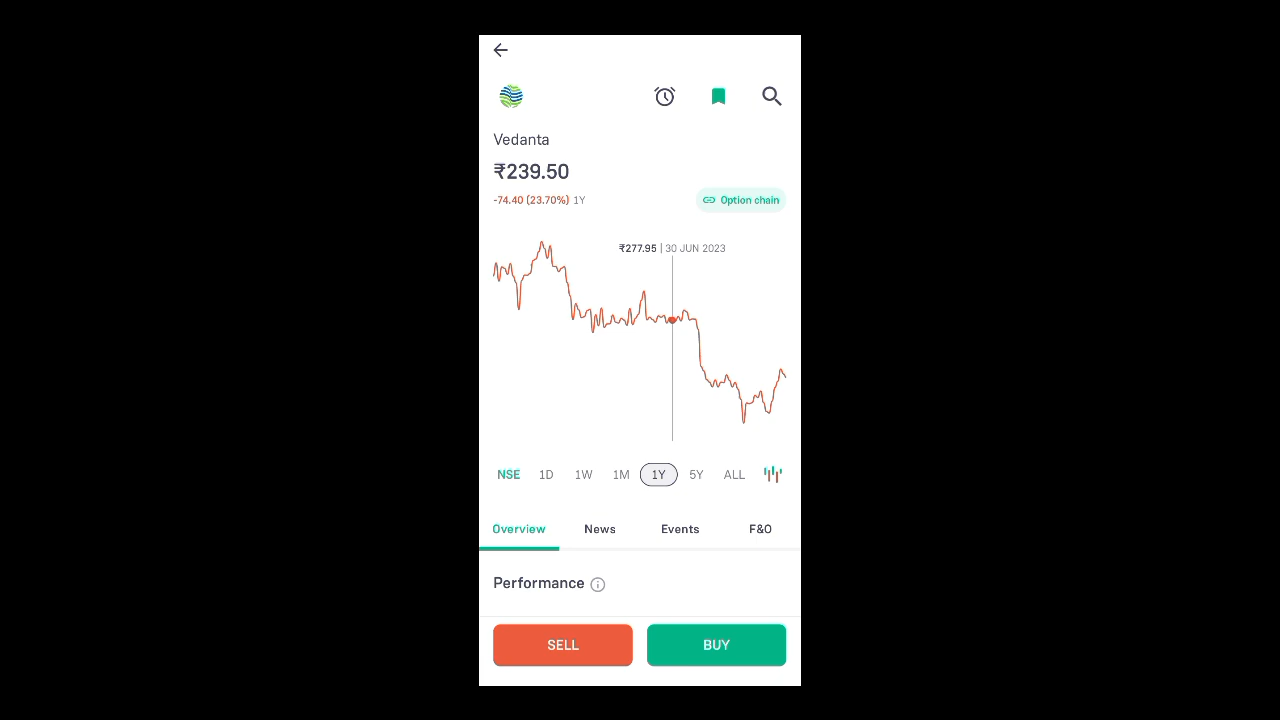 Vedanta
₹239.50
-74.40 (23.70%) 1Y
Option chain
₹277.95 | 30 JUN 2023
NSE 1D 1W 1M 1Y 5Y ALL
Overview News Events F&O
Performance
SELL BUY